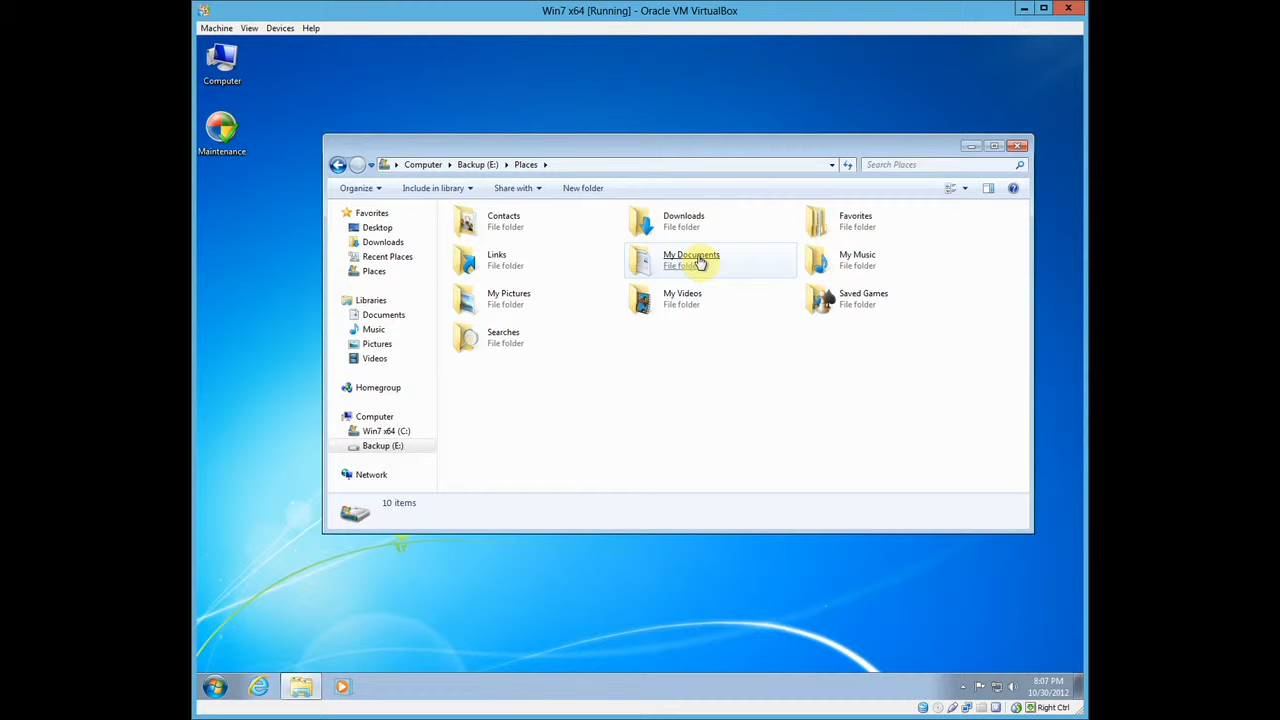 Win7 x64 [Running] - Oracle VM VirtualBox
Machine View Devices Help
Computer
Maintenance
Computer Backup (E:) Places
Search Places
Organize Include in library Share with New folder
Favorites
Desktop
Downloads
Recent Places
Places
Libraries
Documents
Music
Pictures
Videos
Homegroup
Computer
Win7 x64 (C:)
Backup (E:)
Network
Contacts
File folder
Downloads
File folder
Favorites
File folder
Links
File folder
My Documents
File folder
My Music
File folder
My Pictures
File folder
My Videos
File folder
Saved Games
File folder
Searches
File folder
10 items
8:07 PM
10/30/2012
Right Ctrl